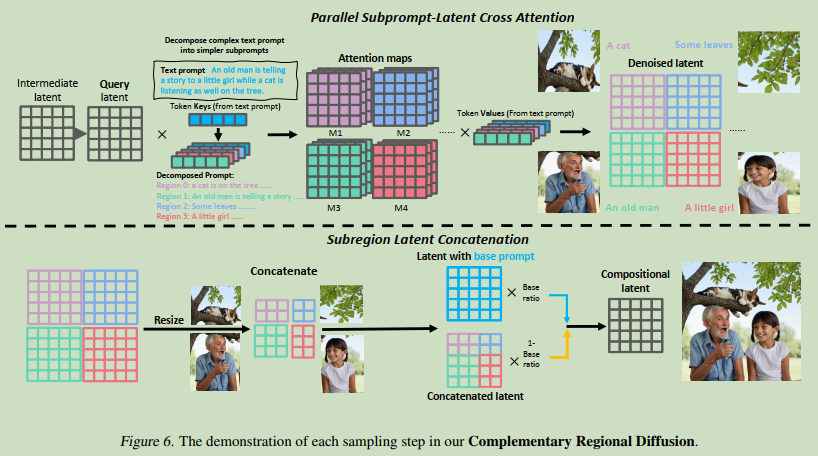 Parallel Subprompt-Latent Cross Attention
Decompose complex text prompt
into simpler subprompts
Text prompt: An old man is telling
a story to a little girl while a cat is
listening as well on the tree.
Intermediate
latent
Query
latent
×
Token Keys (from text prompt)
Decomposed Prompt:
Region 0: a cat is on the tree ......
Region 1: An old man is telling a story ......
Region 2: Some leaves ........
Region 3: A little girl ......
Attention maps
M1
M2
M3
M4
......
×
Token Values (From text prompt)
A cat
Some leaves
Denoised latent
......
An old man
A little girl
Subregion Latent Concatenation
Resize
Concatenate
Latent with base prompt
× Base
ratio
1-
× Base
ratio
Concatenated latent
Compositional
latent
Figure 6. The demonstration of each sampling step in our Complementary Regional Diffusion.